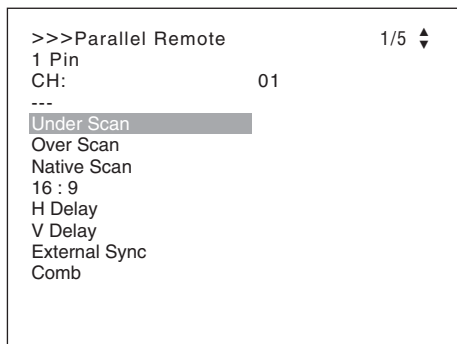 >>>Parallel Remote 1/5
1 Pin
CH: 01
---
Under Scan
Over Scan
Native Scan
16 : 9
H Delay
V Delay
External Sync
Comb